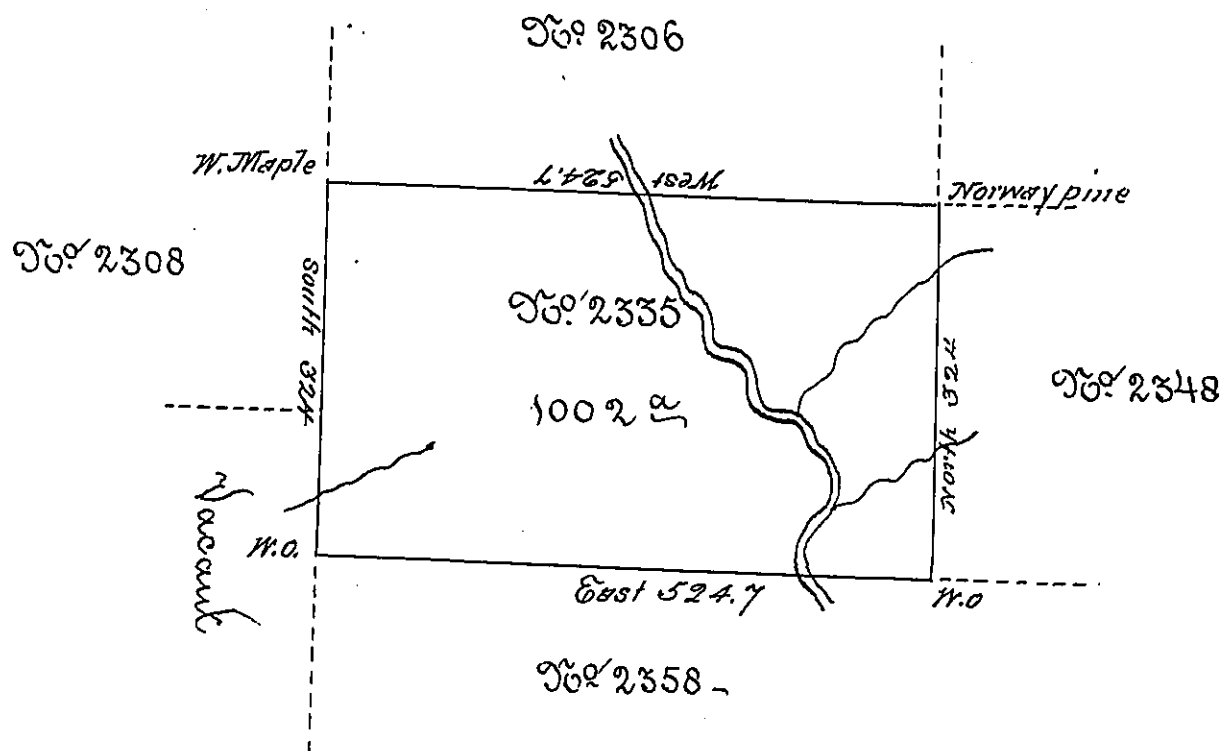 No. 2306
W. Maple
West 524.7
Norway pine
No. 2308
South 324
No. 2335
1002 a
North 324
No. 2348
Vacant
W.O.
East 524.7
W.O
No. 2358